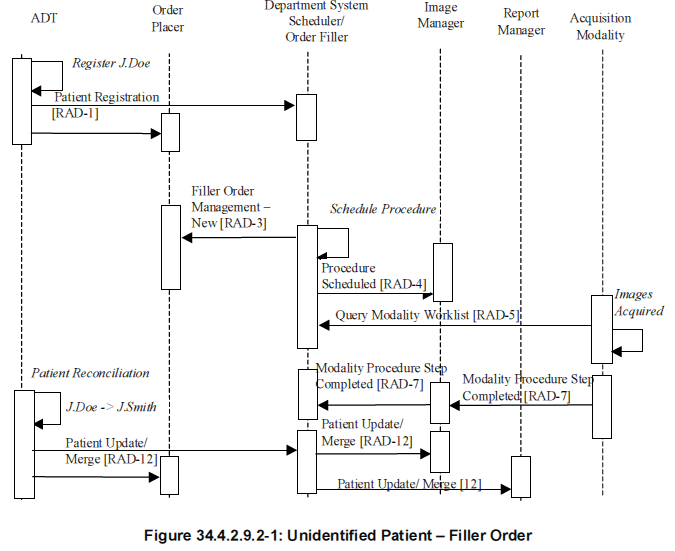 ADT
Order
Placer
Department System
Scheduler/
Order Filler
Image
Manager
Report
Manager
Acquisition
Modality
Register J.Doe
Patient Registration
[RAD-1]
Filler Order
Management –
New [RAD-3]
Schedule Procedure
Procedure
Scheduled [RAD-4]
Query Modality Worklist [RAD-5]
Images
Acquired
Modality Procedure Step
Completed [RAD-7]
Modality Procedure Step
Completed [RAD-7]
Patient Reconciliation
J.Doe -> J.Smith
Patient Update/
Merge [RAD-12]
Patient Update/
Merge [RAD-12]
Patient Update/ Merge [12]
Figure 34.4.2.9.2-1: Unidentified Patient – Filler Order